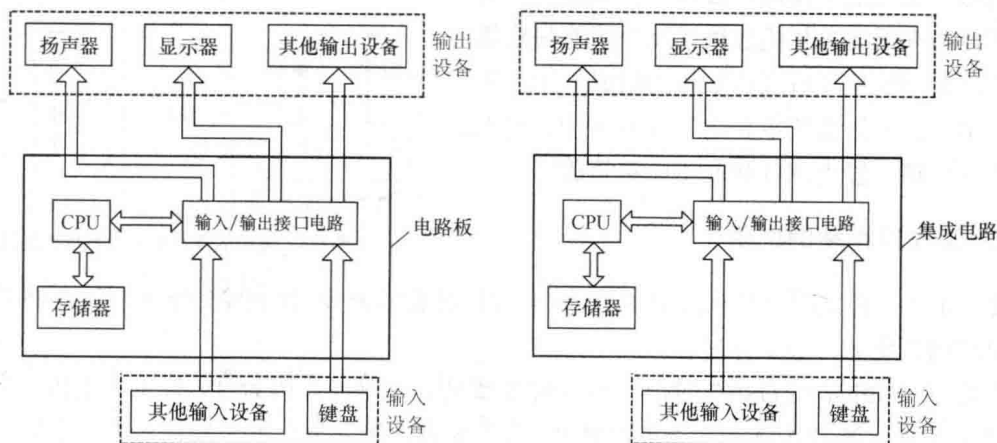 扬声器
显示器
其他输出设备
输出
设备
CPU
输入/输出接口电路
电路板
存储器
其他输入设备
键盘
输入
设备
扬声器
显示器
其他输出设备
输出
设备
CPU
输入/输出接口电路
集成电路
存储器
其他输入设备
键盘
输入
设备